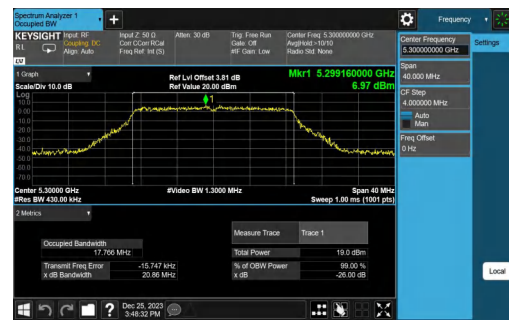 Spectrum Analyzer 1
Occupied BW
+
Frequency
KEYSIGHT
Input: RF
Input Z: 50 Ω
Atten: 30 dB
Trig: Free Run
Center Freq: 5.300000000 GHz
RL
Coupling: DC
Corr CCorr RCal
Gate: Off
Avg|Hold:>10/10
Align: Auto
Freq Ref: Int (S)
#IF Gain: Low
Radio Std: None
Center Frequency
5.300000000 GHz
Settings
Span
40.000 MHz
CF Step
4.000000 MHz
Auto
Man
Freq Offset
0 Hz
1 Graph
Ref Lvl Offset 3.81 dB
Mkr1 5.299160000 GHz
Scale/Div 10.0 dB
Ref Value 20.00 dBm
6.97 dBm
Log
10.0
0.00
-10.0
-20.0
-30.0
-40.0
-50.0
-60.0
-70.0
1
Center 5.30000 GHz
#Video BW 1.3000 MHz
Span 40 MHz
#Res BW 430.00 kHz
Sweep 1.00 ms (1001 pts)
2 Metrics
Measure Trace
Trace 1
Occupied Bandwidth
17.766 MHz
Total Power
19.0 dBm
Transmit Freq Error
-15.747 kHz
% of OBW Power
99.00 %
x dB Bandwidth
20.86 MHz
x dB
-26.00 dB
Local
?
Dec 25, 2023
3:48:32 PM